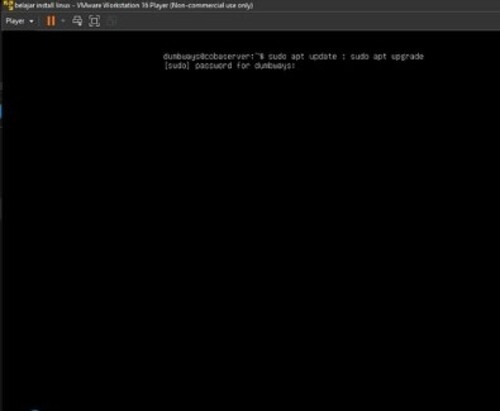 belajar install linux - VMware Workstation 16 Player (Non-commercial use only)
Player
dumbways@cobaserver:~$ sudo apt update ; sudo apt upgrade
[sudo] password for dumbways: